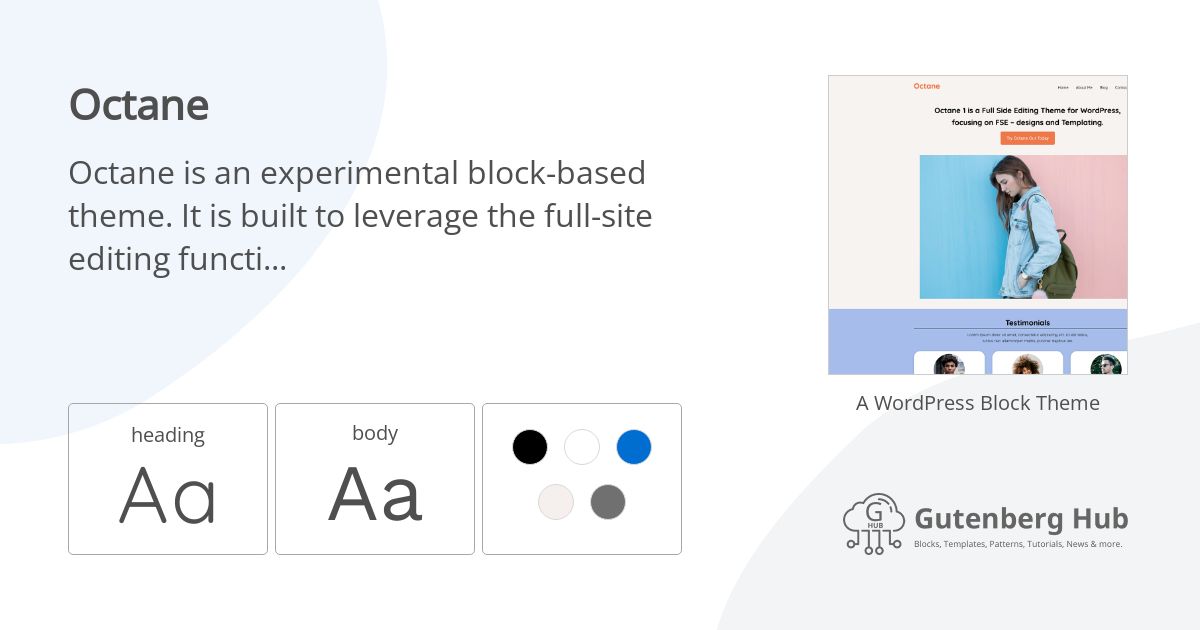 Octane
Octane is an experimental block-based
theme. It is built to leverage the full-site
editing functi...
heading
Aa
body
Aa
Octane
Home About Me Blog
Octane 1 is a Full Side Editing Theme for WordPress,
focusing on FSE – designs and Templating.
Try Octane Out Today
Testimonials
A WordPress Block Theme
G
HUB
Gutenberg Hub
Blocks, Templates, Patterns, Tutorials, News & more.